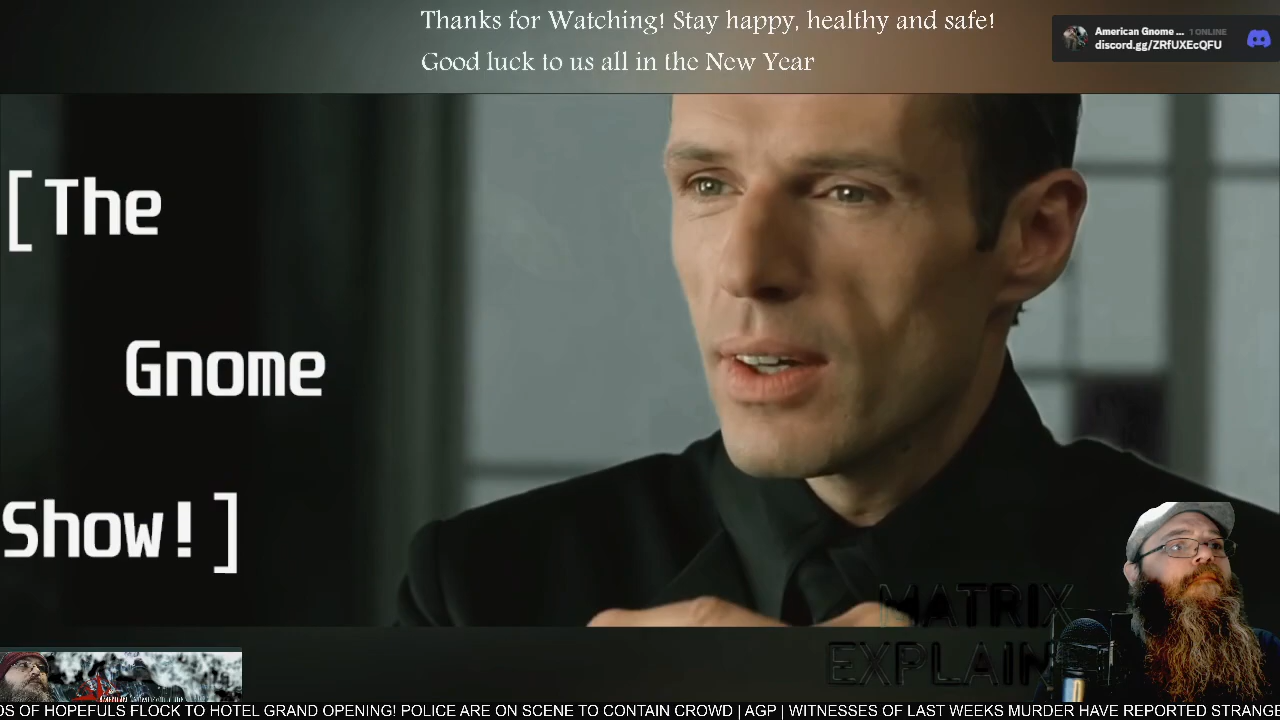 Thanks for Watching! Stay happy, healthy and safe!
Good luck to us all in the New Year
American Gnome ... 1 ONLINE
discord.gg/ZRfUXEcQFU
[The
Gnome
Show!]
MATRIX
EXPLAIN
OS OF HOPEFULS FLOCK TO HOTEL GRAND OPENING! POLICE ARE ON SCENE TO CONTAIN CROWD | AGP | WITNESSES OF LAST WEEKS MURDER HAVE REPORTED STRANGE